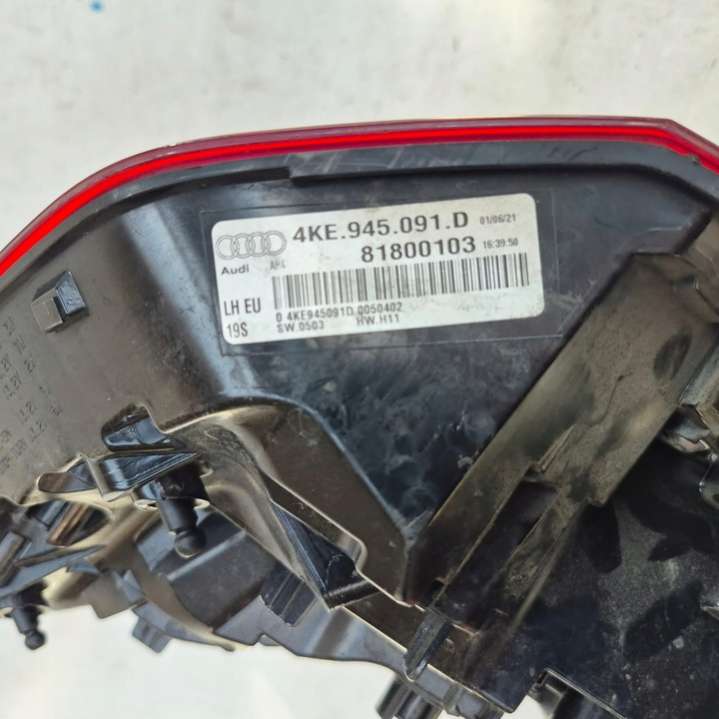 4KE.945.091.D 01/06/21
81800103 16:39.50
Audi
LH EU
19S
0 4KE945091D.0050402
SW.0503 HW.H11